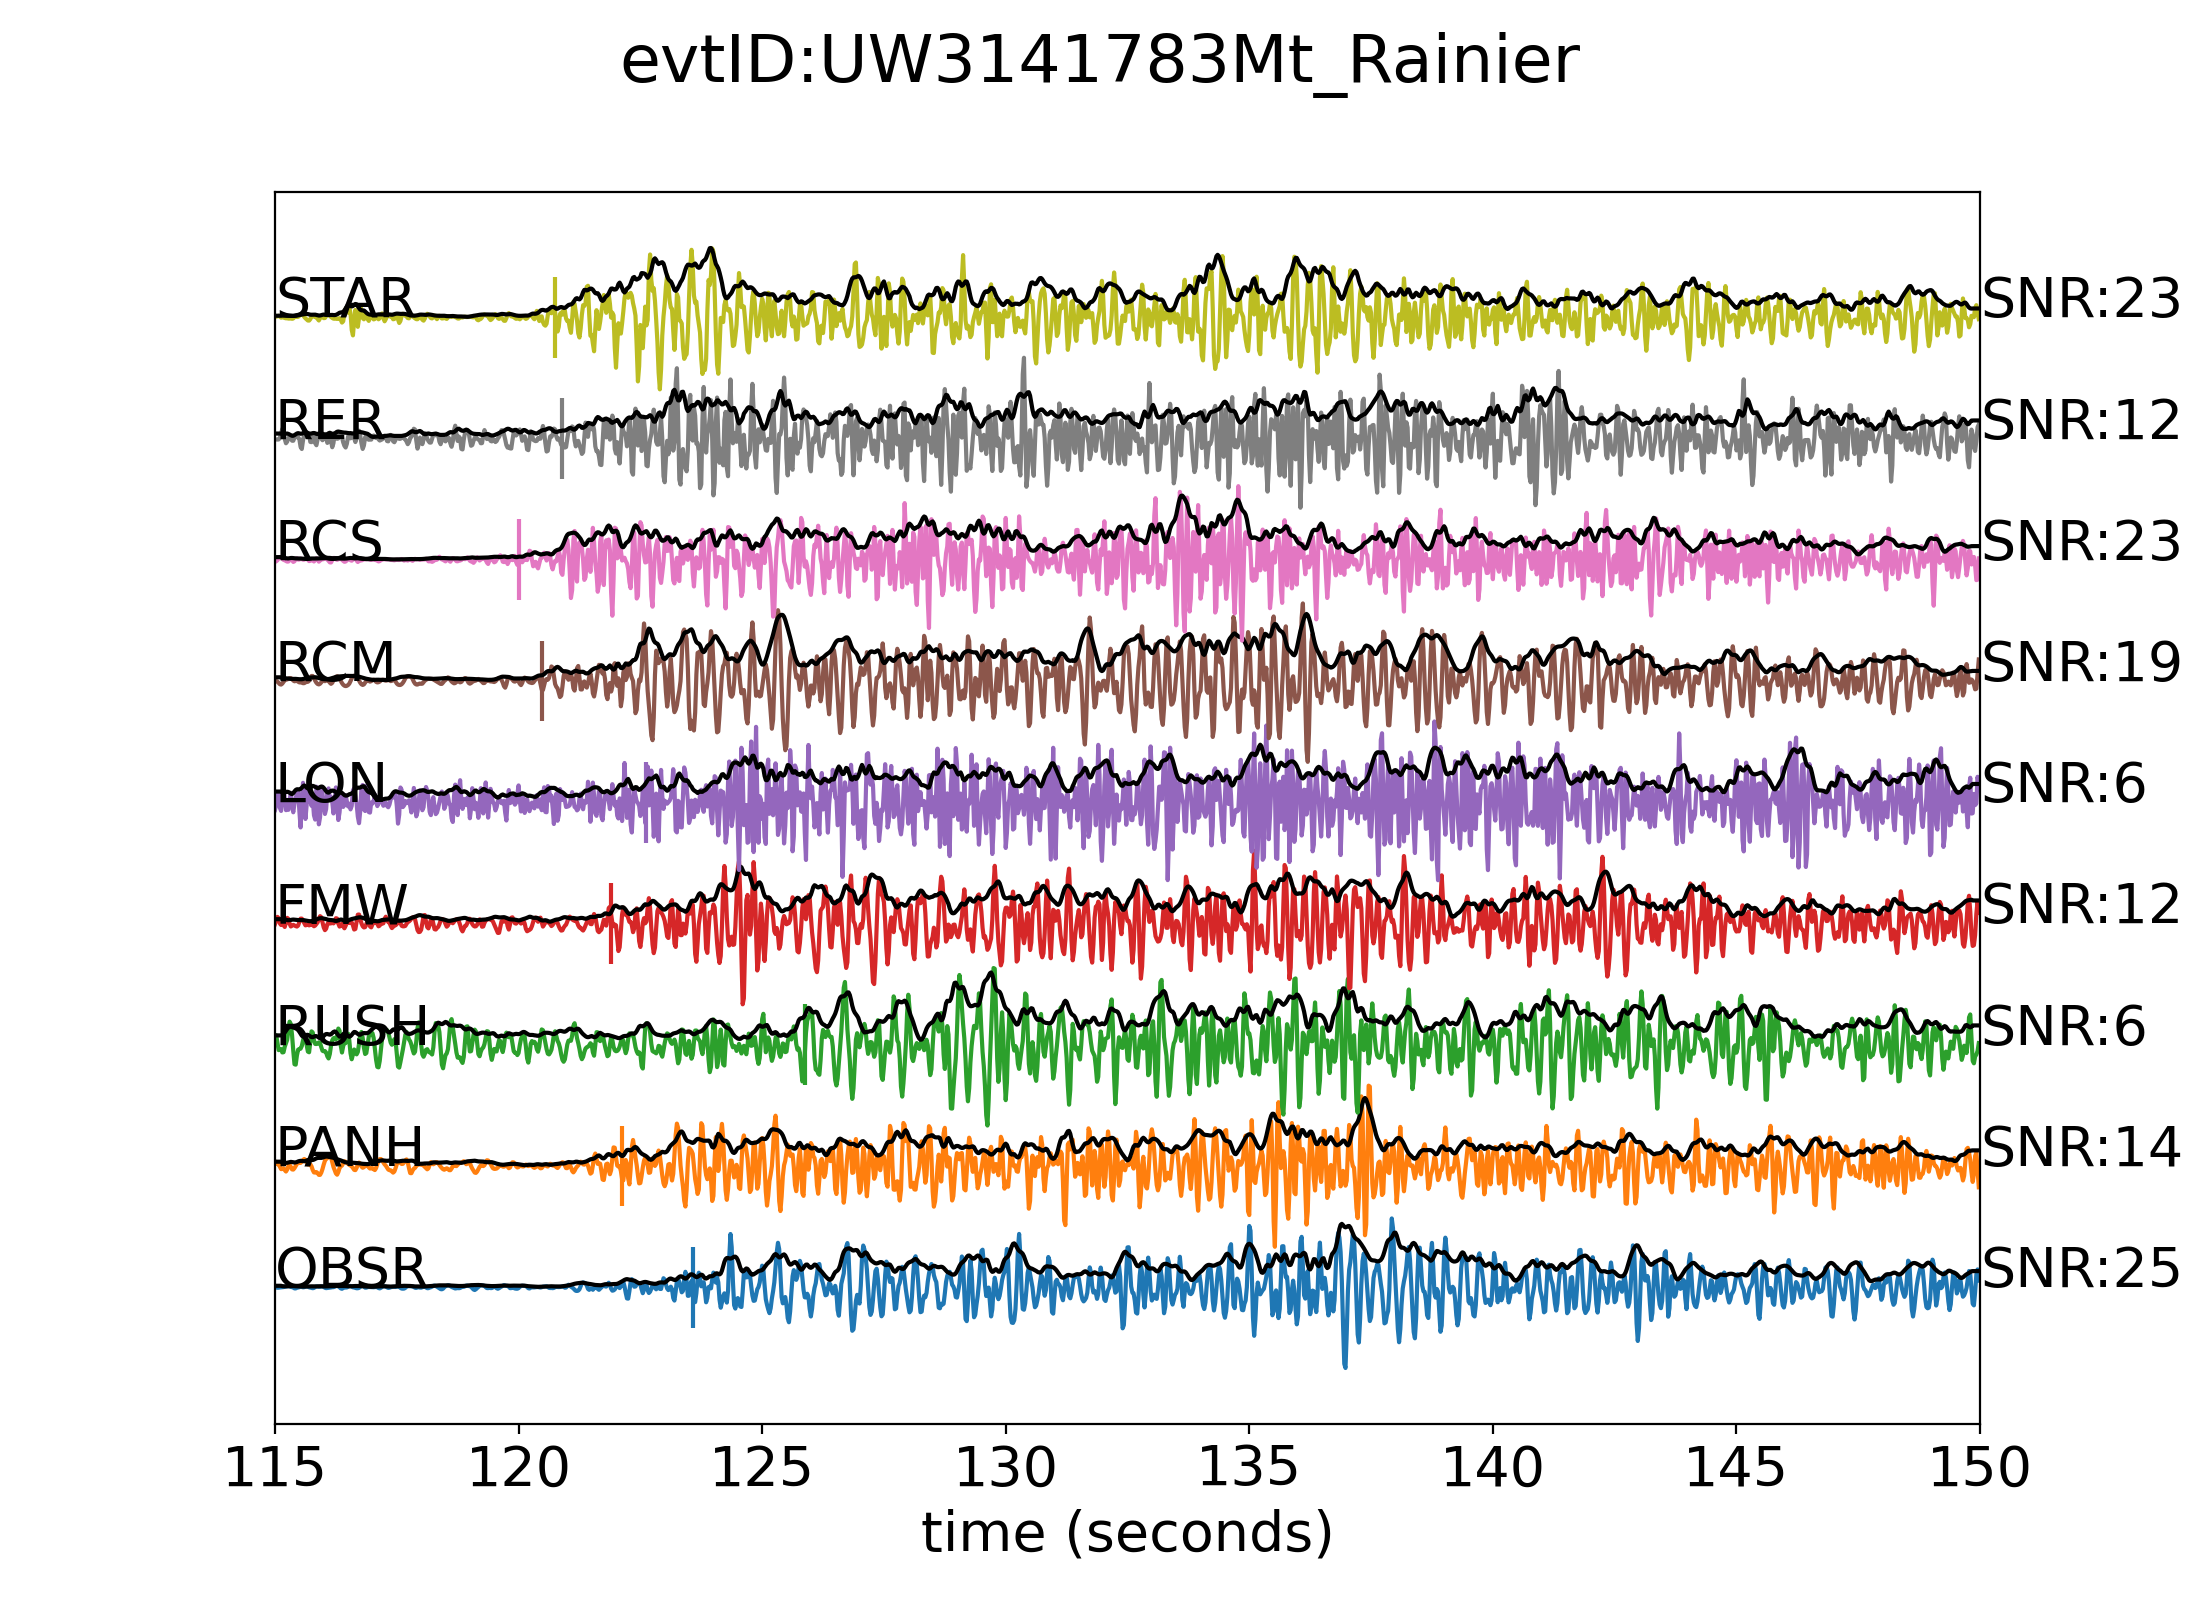 evtID:UW3141783Mt_Rainier
STAR SNR:23
RER SNR:12
RCS SNR:23
RCM SNR:19
LON SNR:6
FMW SNR:12
RUSH SNR:6
PANH SNR:14
OBSR SNR:25
115 120 125 130 135 140 145 150
time (seconds)